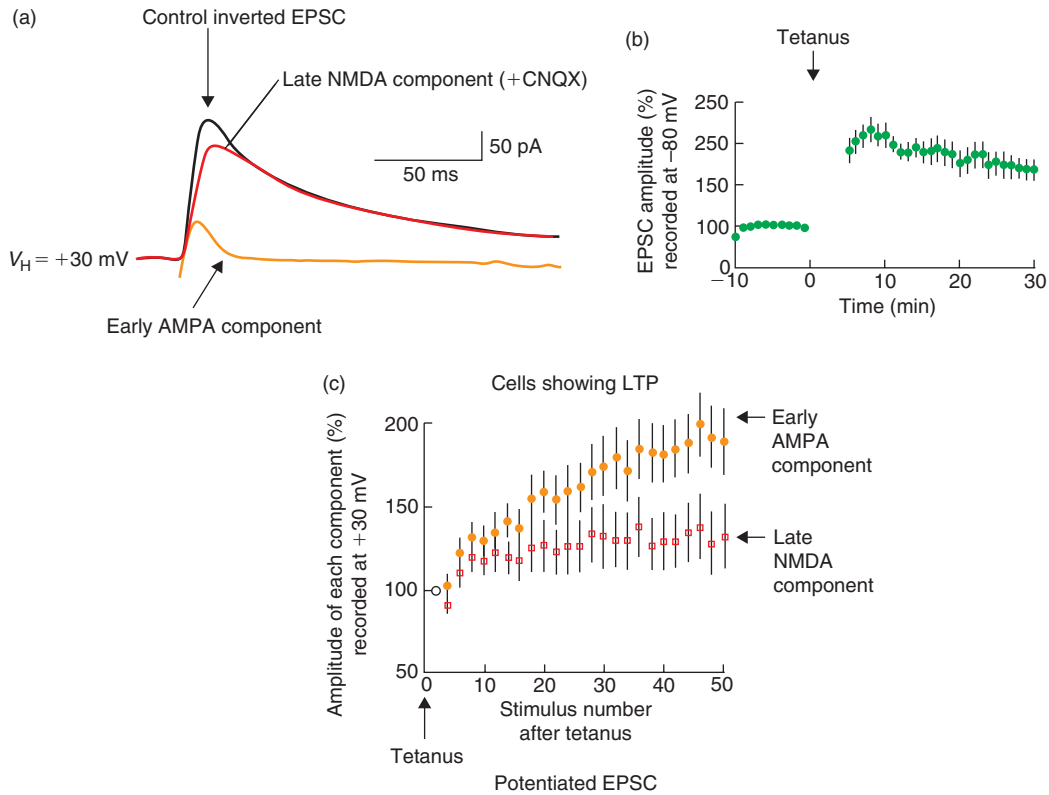 (a)
Control inverted EPSC
Late NMDA component (+CNQX)
50 pA
50 ms
V_H = +30 mV
Early AMPA component
(b)
Tetanus
EPSC amplitude (%)
recorded at −80 mV
250
250
150
100
0
−10
0
10
20
30
Time (min)
(c)
Cells showing LTP
Amplitude of each component (%)
recorded at +30 mV
200
150
100
50
0
10
20
30
40
50
Early
AMPA
component
Late
NMDA
component
Stimulus number
after tetanus
Tetanus
Potentiated EPSC